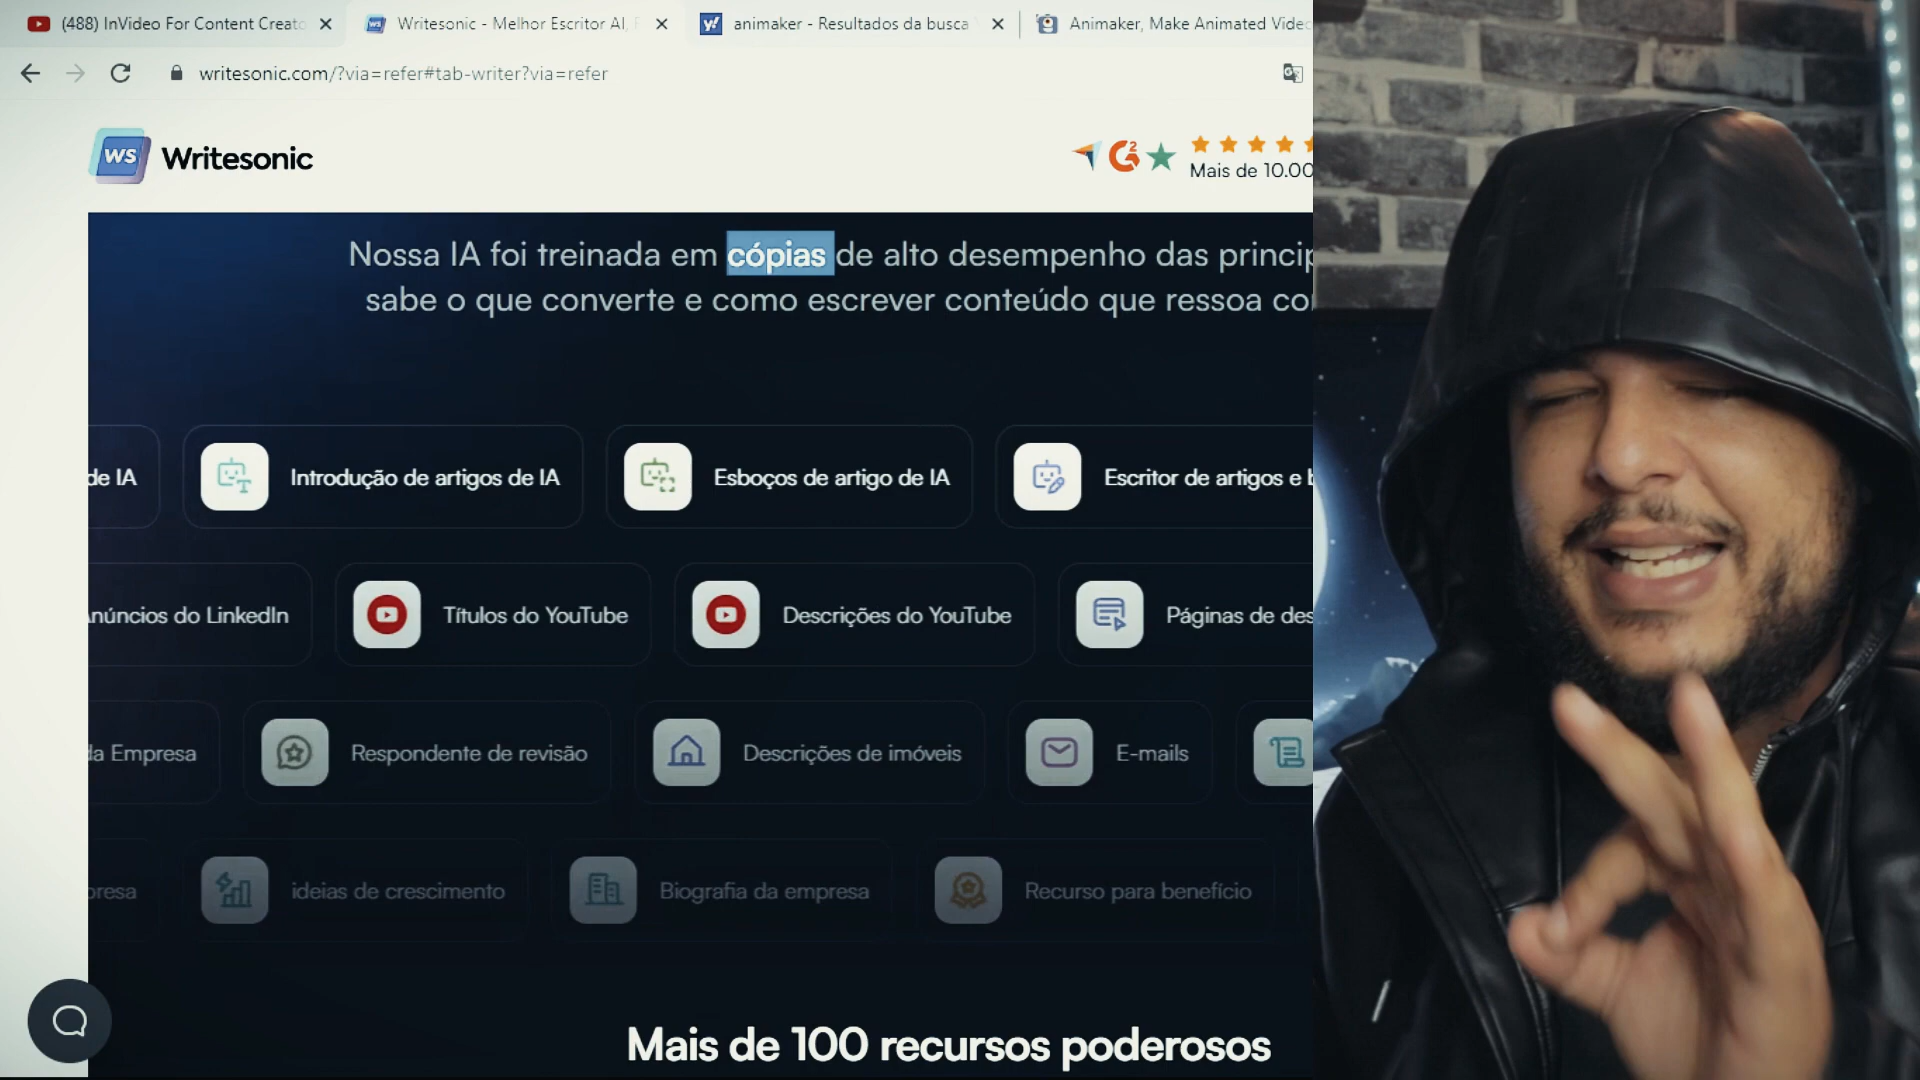 (488) InVideo For Content Creato
Writesonic - Melhor Escritor AI,
animaker - Resultados da busca
Animaker, Make Animated Videc
writesonic.com/?via=refer#tab-writer?via=refer
WS Writesonic
G2
Mais de 10.00
Nossa IA foi treinada em cópias de alto desempenho das princip
sabe o que converte e como escrever conteúdo que ressoa co
de IA
Introdução de artigos de IA
Esboços de artigo de IA
Escritor de artigos e b
núncios do LinkedIn
Títulos do YouTube
Descrições do YouTube
Páginas de des
da Empresa
Respondente de revisão
Descrições de imóveis
E-mails
presa
ideias de crescimento
Biografia da empresa
Recurso para benefício
Mais de 100 recursos poderosos